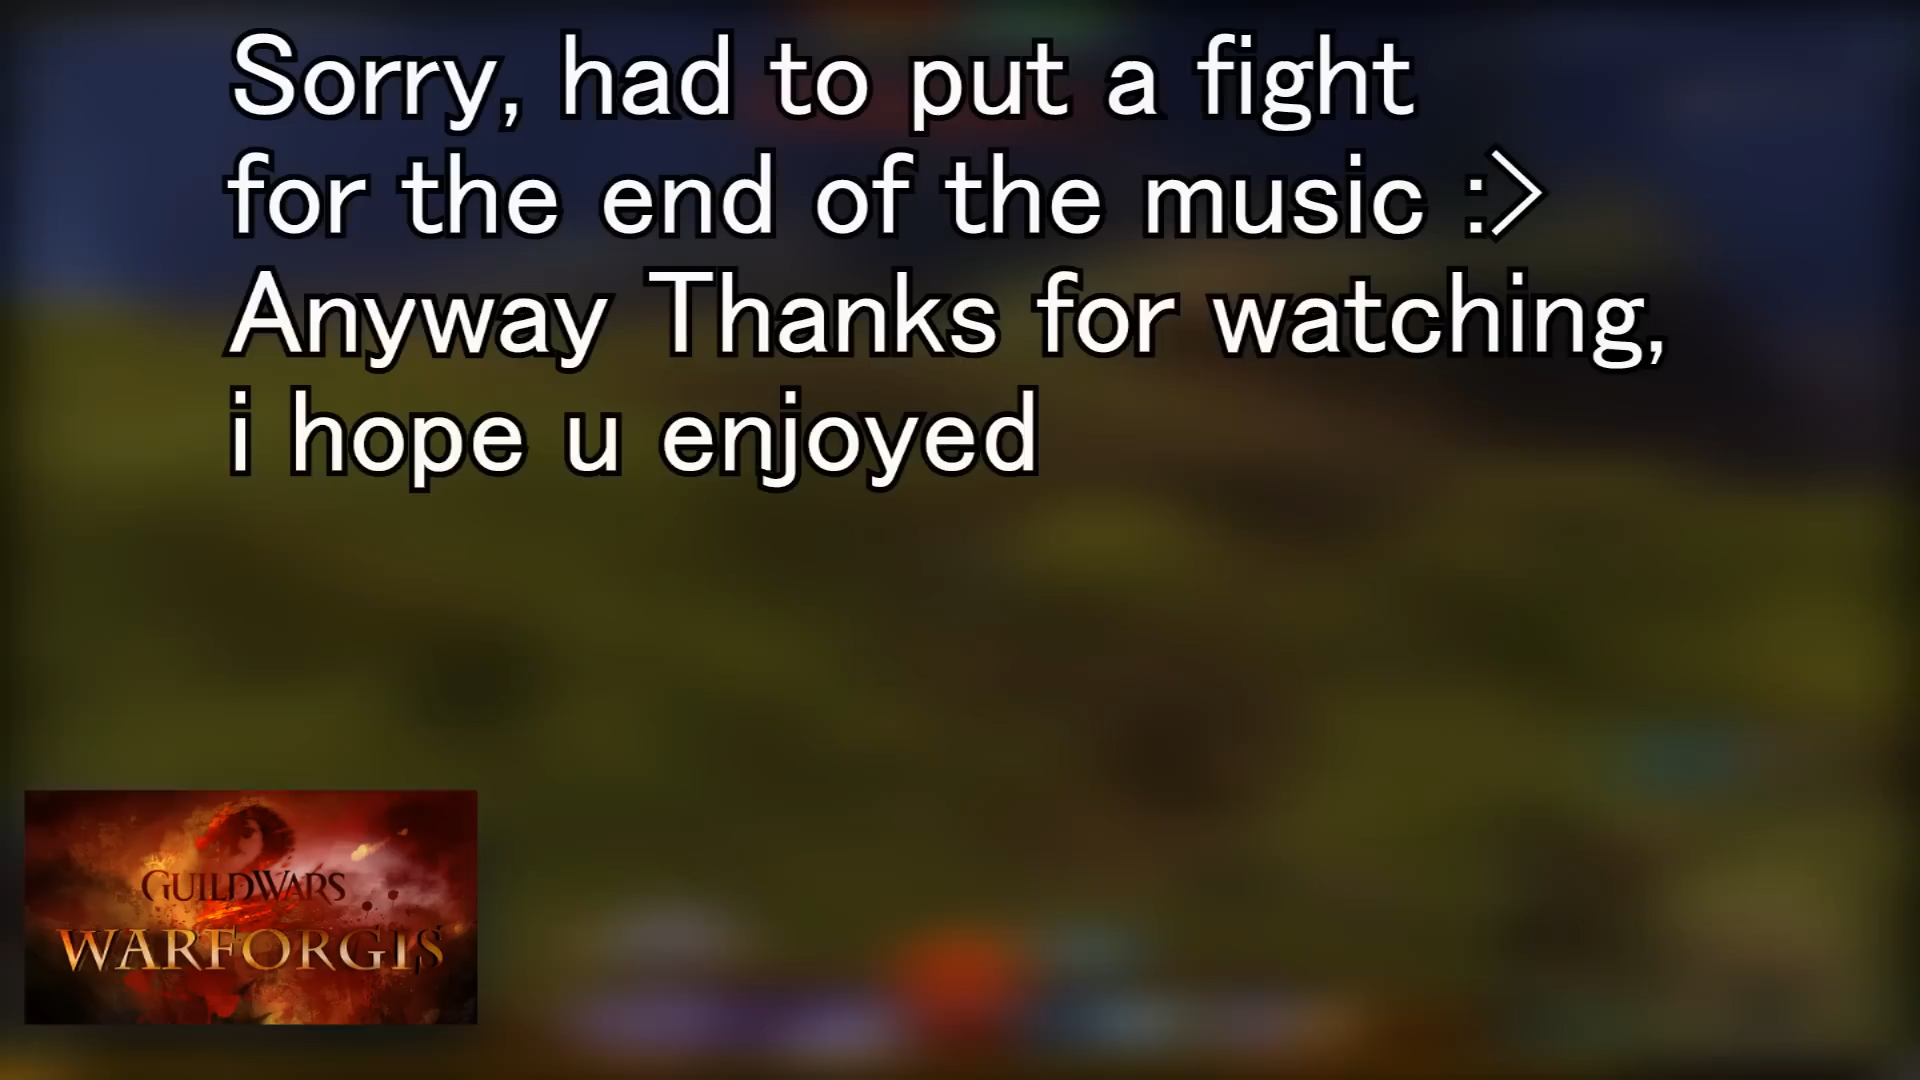 Sorry, had to put a fight
for the end of the music :>
Anyway Thanks for watching,
i hope u enjoyed
GUILDWARS
WARFORGIS